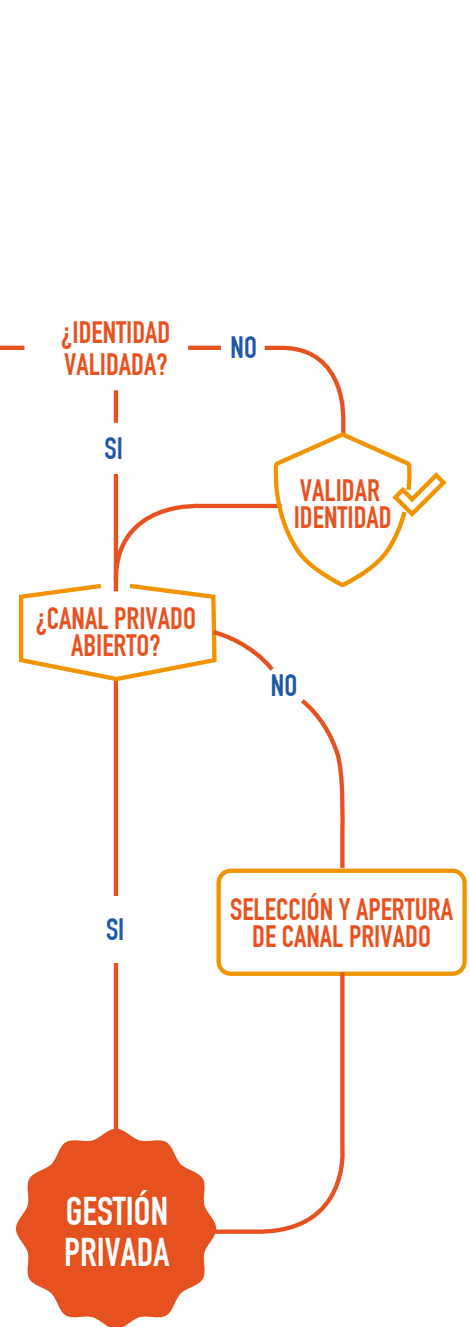 ¿IDENTIDAD
VALIDADA?
NO
SI
VALIDAR
IDENTIDAD
¿CANAL PRIVADO
ABIERTO?
NO
SELECCIÓN Y APERTURA
DE CANAL PRIVADO
SI
GESTIÓN
PRIVADA